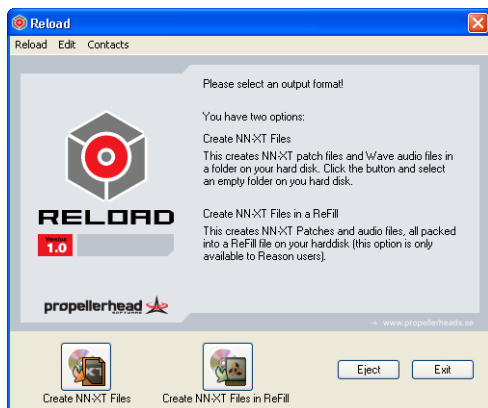 Reload
Reload Edit Contacts
Please select an output format!
You have two options:
Create NN-XT Files
This creates NN-XT patch files and Wave audio files in
a folder on your hard disk. Click the button and select
an empty folder on you hard disk.
Create NN-XT Files in a ReFill
This creates NN-XT Patches and audio files, all packed
into a ReFill file on your harddisk (this option is only
available to Reason users).
RELOAD
Version
1.0
propellerhead
SOFTWARE
→ www.propellerheads.se
Eject Exit
Create NN-XT Files Create NN-XT Files in ReFill